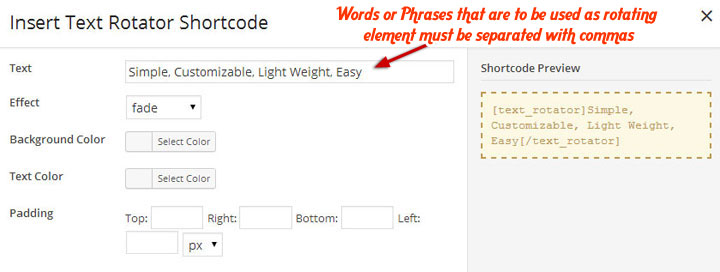 Insert Text Rotator Shortcode
Words or Phrases that are to be used as rotating
element must be separated with commas
Text
Simple, Customizable, Light Weight, Easy
Effect
fade
Background Color
Select Color
Text Color
Select Color
Padding
Top: Right: Bottom: Left:
px
Shortcode Preview
[text_rotator]Simple,
Customizable, Light Weight,
Easy[/text_rotator]